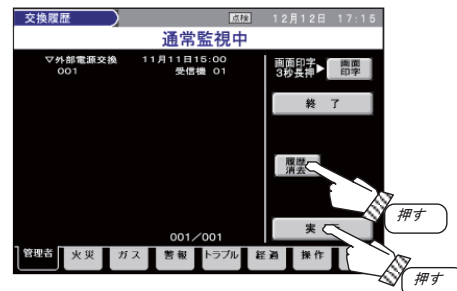 交換履歴
点検
12月12日 17:15
通常監視中
▽外部電源交換 11月11日15:00
001 受信機 01
画面印字▶
3秒長押
画面
印字
終 了
履歴
消去
押す
001/001
実
管理者 火災 ガス 警報 トラブル 経過 操作
押す